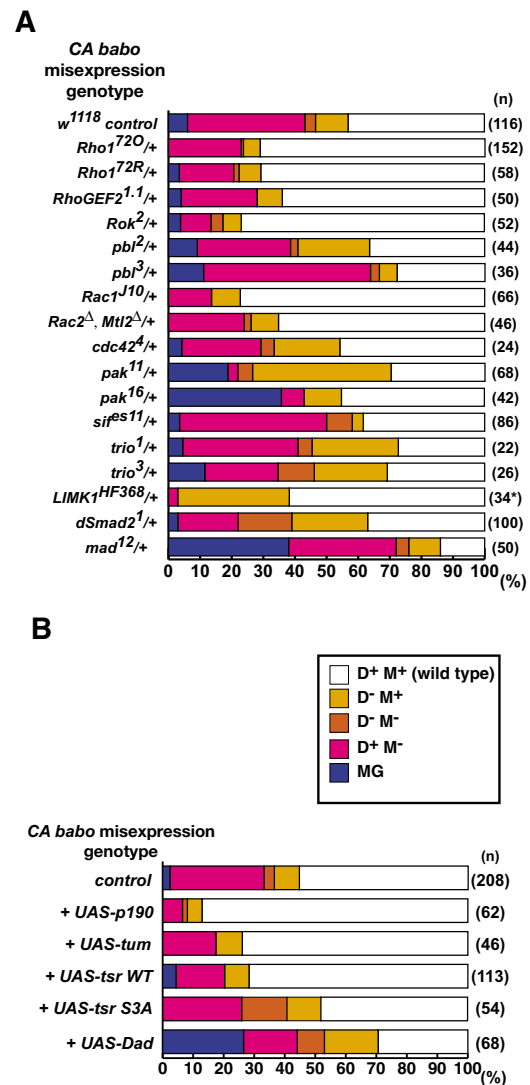 A
CA babo
misexpression
genotype
(n)
w1118 control (116)
Rho172O/+ (152)
Rho172R/+ (58)
RhoGEF21.1/+ (50)
Rok2/+ (52)
pbl2/+ (44)
pbl3/+ (36)
Rac1J10/+ (66)
Rac2Δ, Mtl2Δ/+ (46)
cdc424/+ (24)
pak11/+ (68)
pak16/+ (42)
sifes11/+ (86)
trio1/+ (22)
trio3/+ (26)
LIMK1HF368/+ (34*)
dSmad21/+ (100)
mad12/+ (50)
0 10 20 30 40 50 60 70 80 90 100
(%)
B
D+ M+ (wild type)
D- M+
D- M-
D+ M-
MG
CA babo misexpression
genotype
(n)
control (208)
+ UAS-p190 (62)
+ UAS-tum (46)
+ UAS-tsr WT (113)
+ UAS-tsr S3A (54)
+ UAS-Dad (68)
0 10 20 30 40 50 60 70 80 90 100
(%)